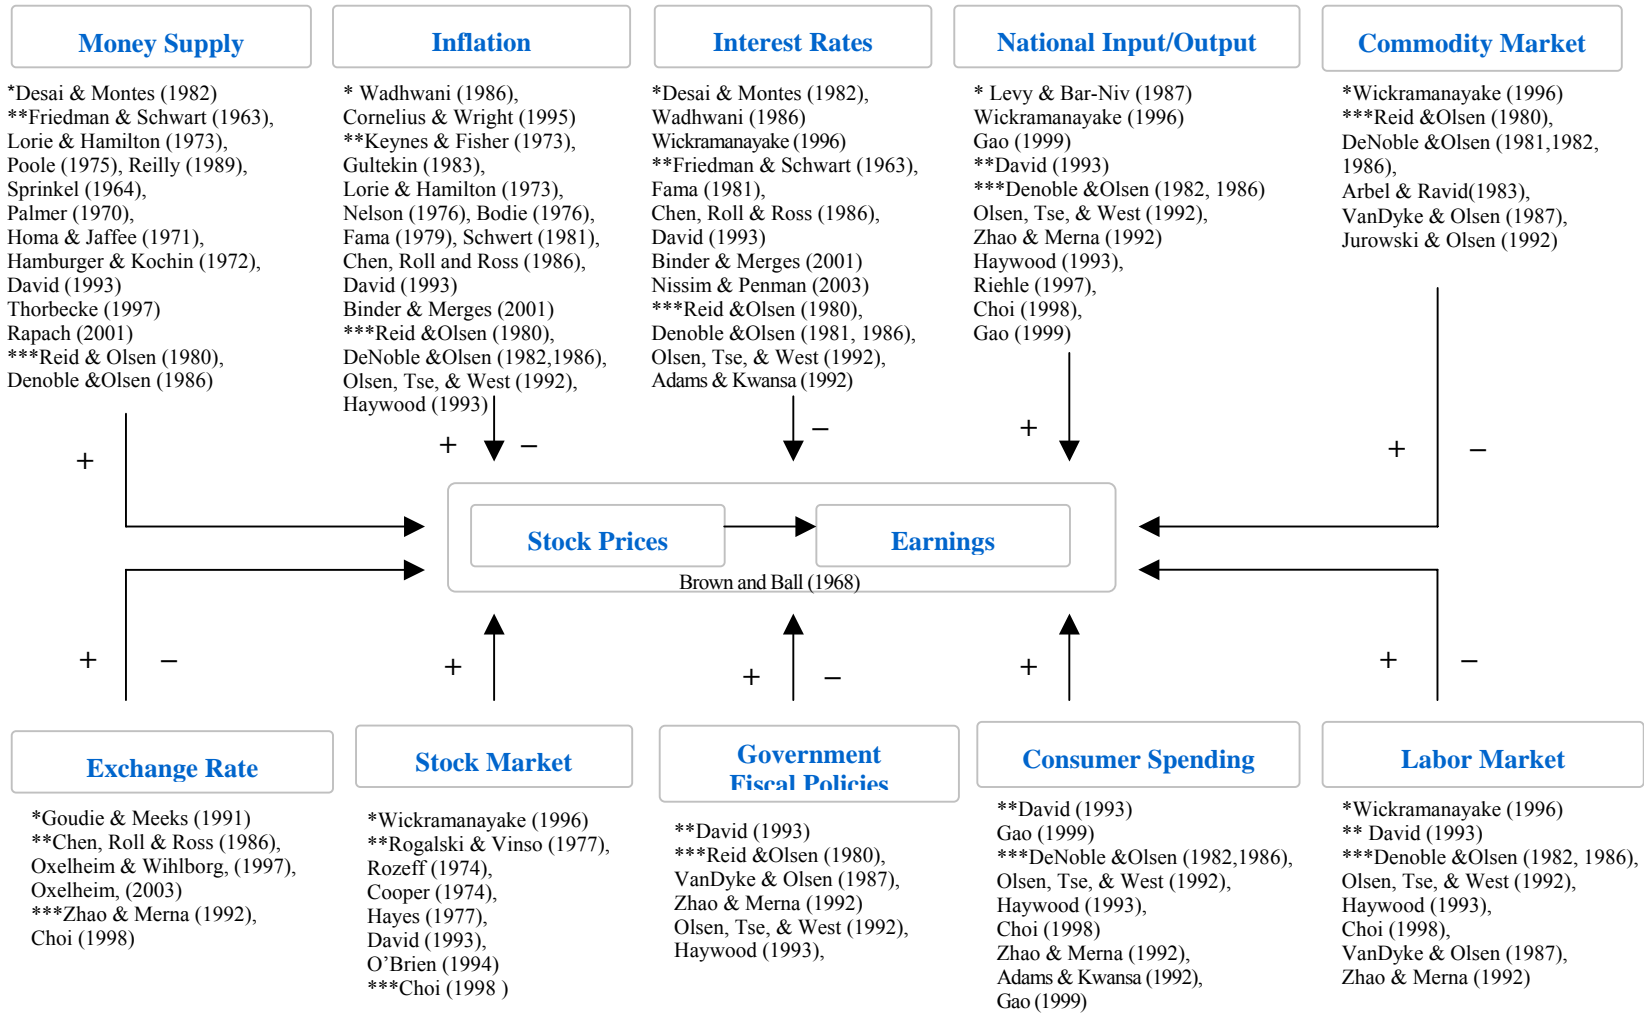 Money Supply
*Desai & Montes (1982)
**Friedman & Schwart (1963),
Lorie & Hamilton (1973),
Poole (1975), Reilly (1989),
Sprinkel (1964),
Palmer (1970),
Homa & Jaffee (1971),
Hamburger & Kochin (1972),
David (1993)
Thorbecke (1997)
Rapach (2001)
***Reid & Olsen (1980),
Denoble &Olsen (1986)
+
Inflation
* Wadhwani (1986),
Cornelius & Wright (1995)
**Keynes & Fisher (1973),
Gultekin (1983),
Lorie & Hamilton (1973),
Nelson (1976), Bodie (1976),
Fama (1979), Schwert (1981),
Chen, Roll and Ross (1986),
David (1993)
Binder & Merges (2001)
***Reid &Olsen (1980),
DeNoble &Olsen (1982,1986),
Olsen, Tse, & West (1992),
Haywood (1993)
+ −
Interest Rates
*Desai & Montes (1982),
Wadhwani (1986)
Wickramanayake (1996)
**Friedman & Schwart (1963),
Fama (1981),
Chen, Roll & Ross (1986),
David (1993)
Binder & Merges (2001)
Nissim & Penman (2003)
***Reid &Olsen (1980),
Denoble &Olsen (1981, 1986),
Olsen, Tse, & West (1992),
Adams & Kwansa (1992)
−
National Input/Output
* Levy & Bar-Niv (1987)
Wickramanayake (1996)
Gao (1999)
**David (1993)
***Denoble &Olsen (1982, 1986)
Olsen, Tse, & West (1992),
Zhao & Merna (1992)
Haywood (1993),
Riehle (1997),
Choi (1998),
Gao (1999)
+
Commodity Market
*Wickramanayake (1996)
***Reid &Olsen (1980),
DeNoble &Olsen (1981,1982,
1986),
Arbel & Ravid(1983),
VanDyke & Olsen (1987),
Jurowski & Olsen (1992)
+ −
Stock Prices
Earnings
Brown and Ball (1968)
+ −
Exchange Rate
*Goudie & Meeks (1991)
**Chen, Roll & Ross (1986),
Oxelheim & Wihlborg, (1997),
Oxelheim, (2003)
***Zhao & Merna (1992),
Choi (1998)
+
Stock Market
*Wickramanayake (1996)
**Rogalski & Vinso (1977),
Rozeff (1974),
Cooper (1974),
Hayes (1977),
David (1993),
O’Brien (1994)
***Choi (1998 )
+ −
Government
Fiscal Policies
**David (1993)
***Reid &Olsen (1980),
VanDyke & Olsen (1987),
Zhao & Merna (1992)
Olsen, Tse, & West (1992),
Haywood (1993),
+
Consumer Spending
**David (1993)
Gao (1999)
***DeNoble &Olsen (1982,1986),
Olsen, Tse, & West (1992),
Haywood (1993),
Choi (1998)
Zhao & Merna (1992),
Adams & Kwansa (1992),
Gao (1999)
+ −
Labor Market
*Wickramanayake (1996)
** David (1993)
***Denoble &Olsen (1982, 1986),
Olsen, Tse, & West (1992),
Haywood (1993),
Choi (1998),
VanDyke & Olsen (1987),
Zhao & Merna (1992)